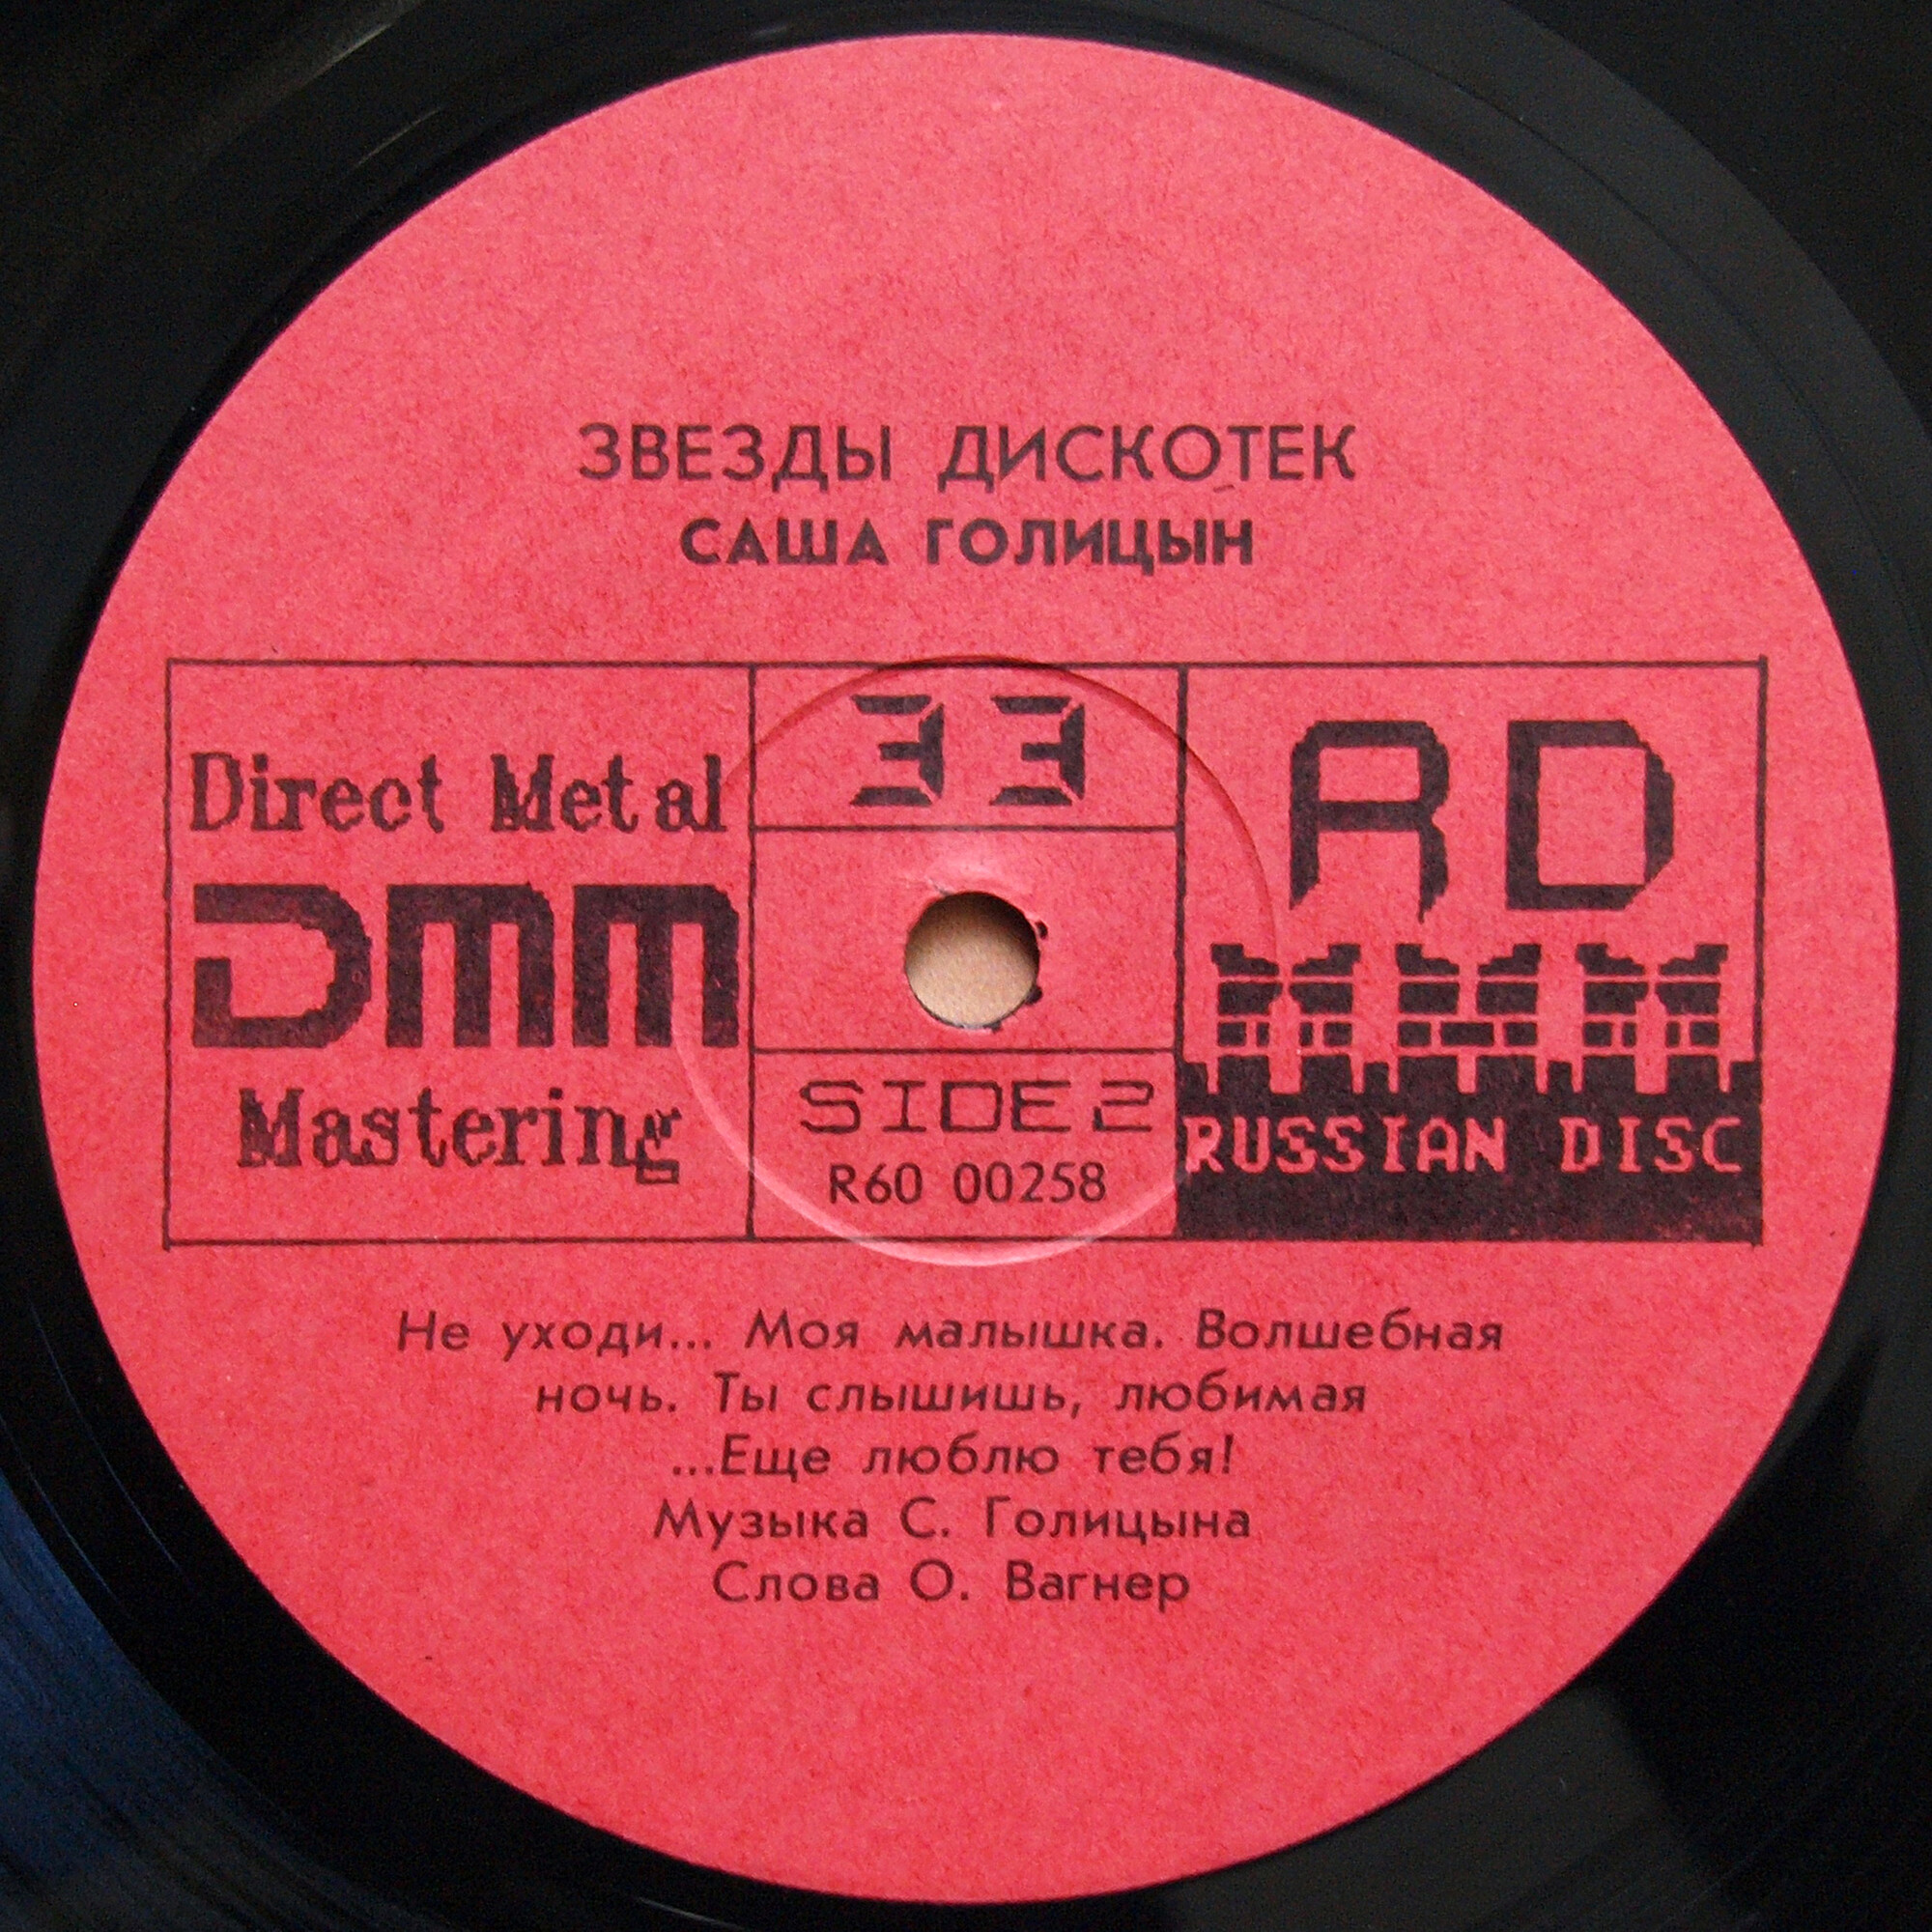 ЗВЕЗДЫ ДИСКОТЕК
САША ГОЛИЦЫН
Direct Metal
DMM
Mastering
33
SIDE 2
R60 00258
RD
RUSSIAN DISC
Не уходи... Моя малышка. Волшебная
ночь. Ты слышишь, любимая
...Еще люблю тебя!
Музыка С. Голицына
Слова О. Вагнер